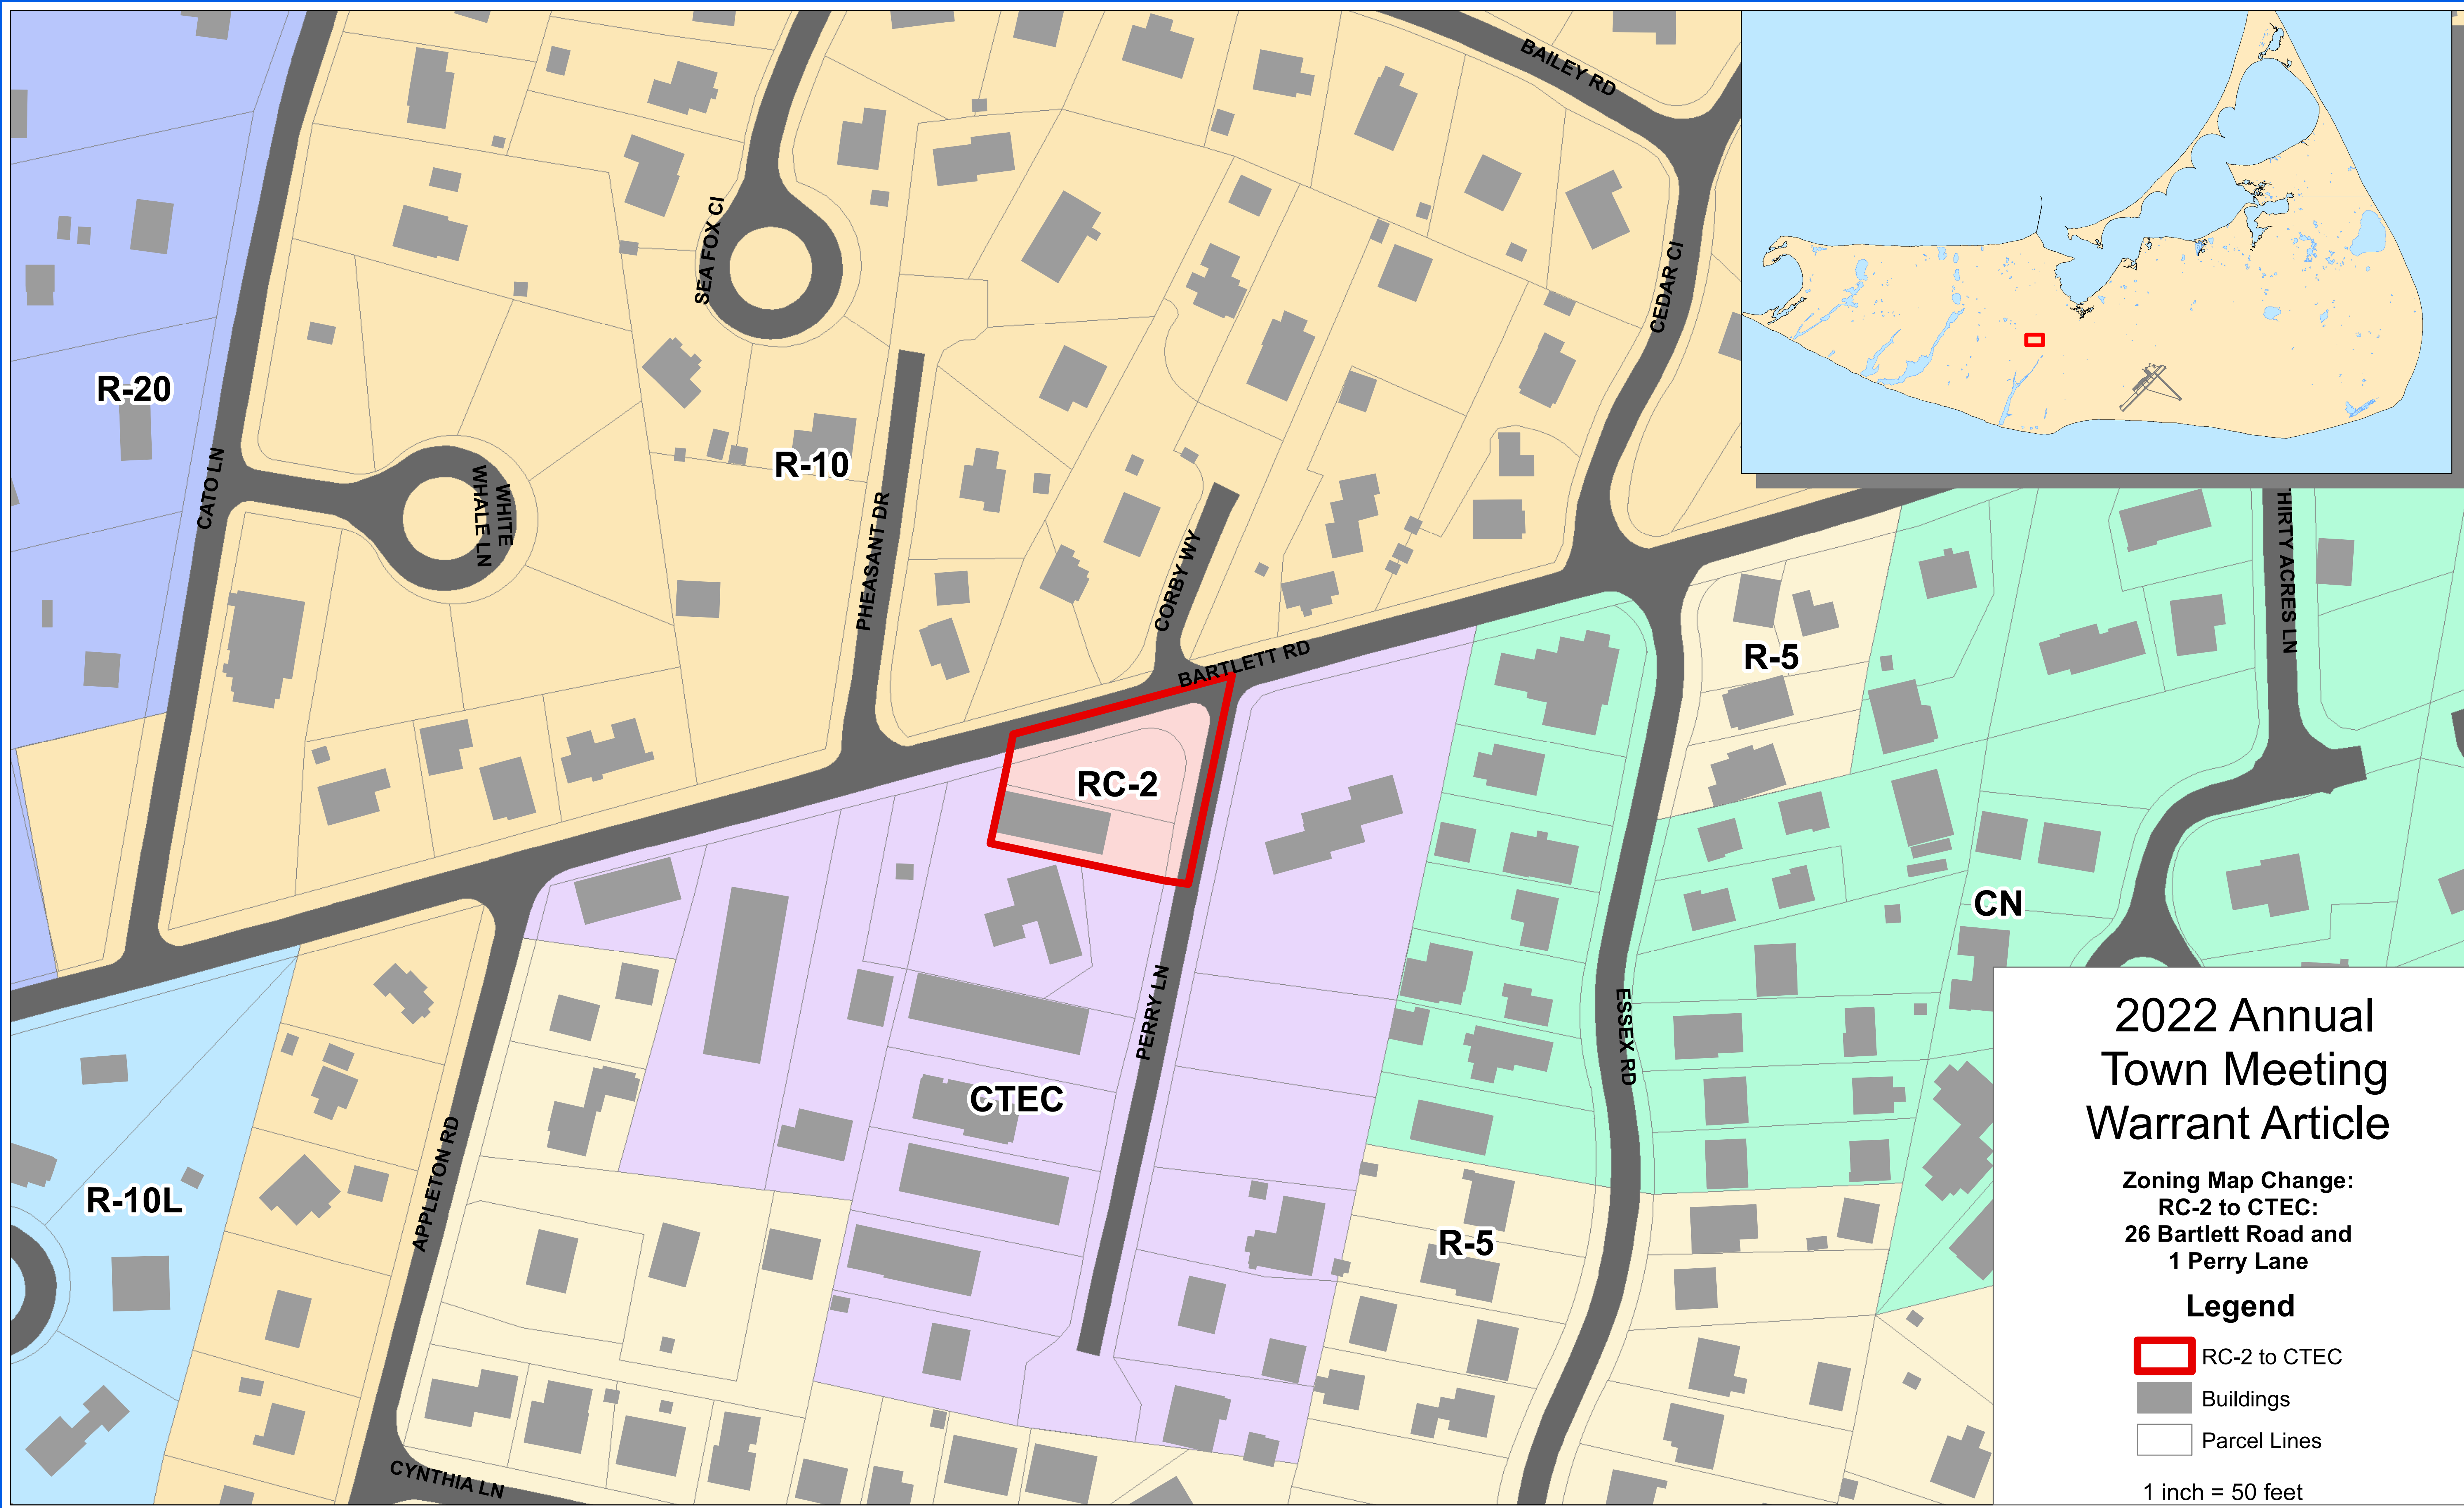 BAILEY RD
SEA FOX CI
CEDAR CI
R-20
R-10
CATO LN
WHITE
WHALE LN
PHEASANT DR
CORBY WY
HIRTY ACRES LN
BARTLETT RD
R-5
RC-2
CN
PERRY LN
ESSEX RD
CTEC
APPLETON RD
R-10L
R-5
CYNTHIA LN
2022 Annual
Town Meeting
Warrant Article
Zoning Map Change:
RC-2 to CTEC:
26 Bartlett Road and
1 Perry Lane
Legend
RC-2 to CTEC
Buildings
Parcel Lines
1 inch = 50 feet